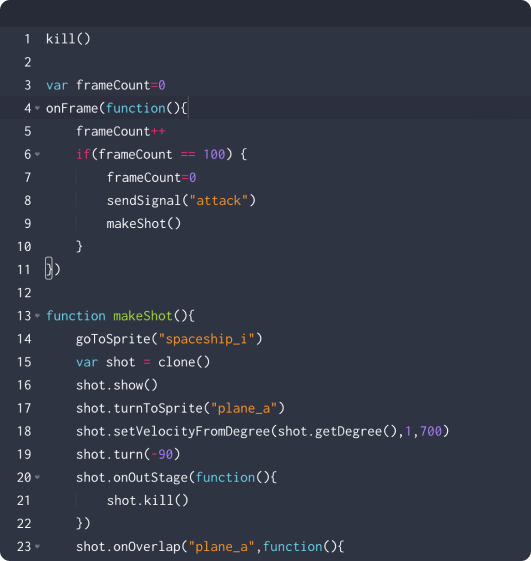 1 kill()
2
3 var frameCount=0
4 onFrame(function(){
5     frameCount++
6     if(frameCount == 100) {
7         frameCount=0
8         sendSignal("attack")
9         makeShot()
10     }
11 })
12
13 function makeShot(){
14     goToSprite("spaceship_i")
15     var shot = clone()
16     shot.show()
17     shot.turnToSprite("plane_a")
18     shot.setVelocityFromDegree(shot.getDegree(),1,700)
19     shot.turn(-90)
20     shot.onOutStage(function(){
21         shot.kill()
22     })
23     shot.onOverlap("plane_a",function(){